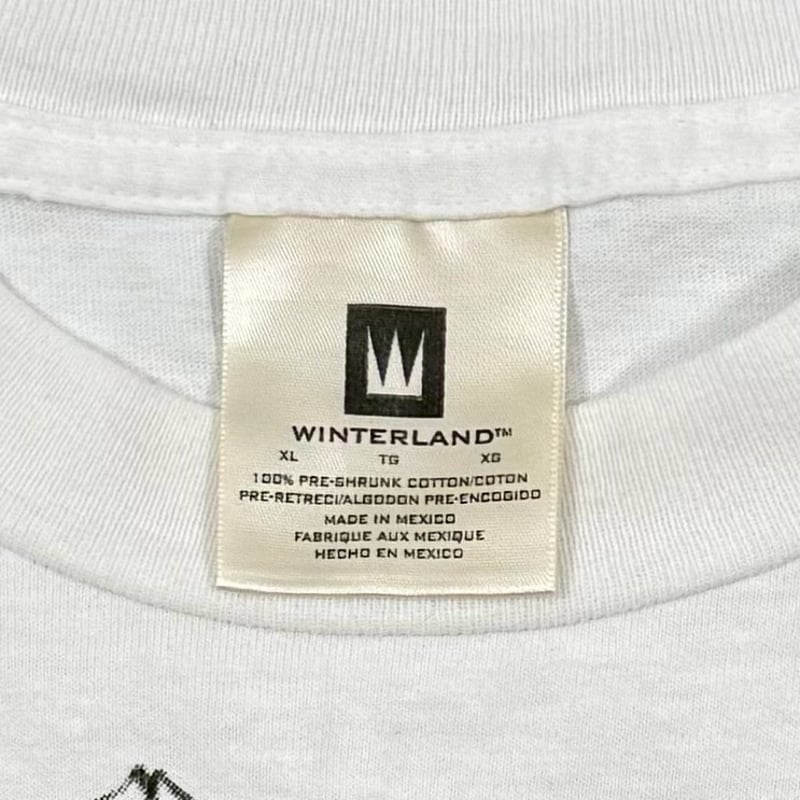 W
WINTERLAND™
XL TG XG
100% PRE-SHRUNK COTTON/COTON
PRE-RETRECI/ALGODON PRE-ENCOGIDO
MADE IN MEXICO
FABRIQUE AUX MEXIQUE
HECHO EN MEXICO